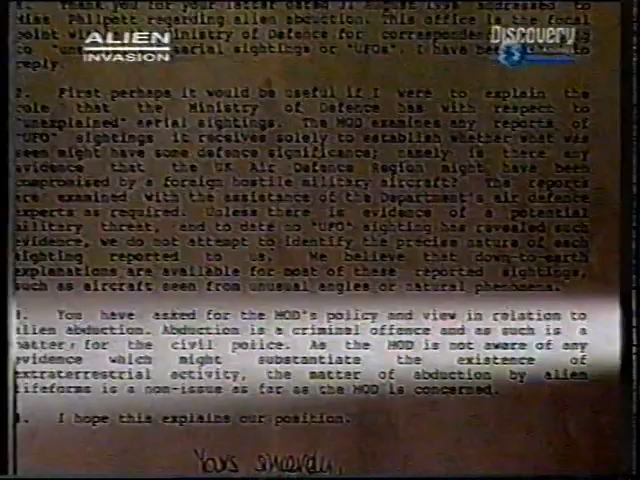 1. Thank you for your letter dated 31 August 1998 addressed to
Miss Philpott regarding alien abduction. This office is the focal
point with Ministry of Defence for correspondence
to "une aerial sightings or "UFOs". I have been to
reply.
ALIEN
INVASION
Discovery
2. First perhaps it would be useful if I were to explain the
role that the Ministry of Defence has with respect to
"unexplained" aerial sightings. The MOD examines any reports of
"UFO" sightings it receives solely to establish whether what was
seen might have some defence significance; namely is there any
evidence that the UK Air Defence Region might have been
compromised by a foreign hostile military aircraft? The reports
are examined with the assistance of the Department's air defence
experts as required. Unless there is evidence of a potential
military threat, and to date no "UFO" sighting has revealed such
evidence, we do not attempt to identify the precise nature of each
sighting reported to us. We believe that down-to-earth
explanations are available for most of these reported sightings,
such as aircraft seen from unusual angles or natural phenomena.
3. You have asked for the MOD's policy and view in relation to
alien abduction. Abduction is a criminal offence and as such is a
matter for the civil police. As the MOD is not aware of any
evidence which might substantiate the existence of
extraterrestrial activity, the matter of abduction by alien
lifeforms is a non-issue as far as the MOD is concerned.
4. I hope this explains our position.
Yours sincerely,